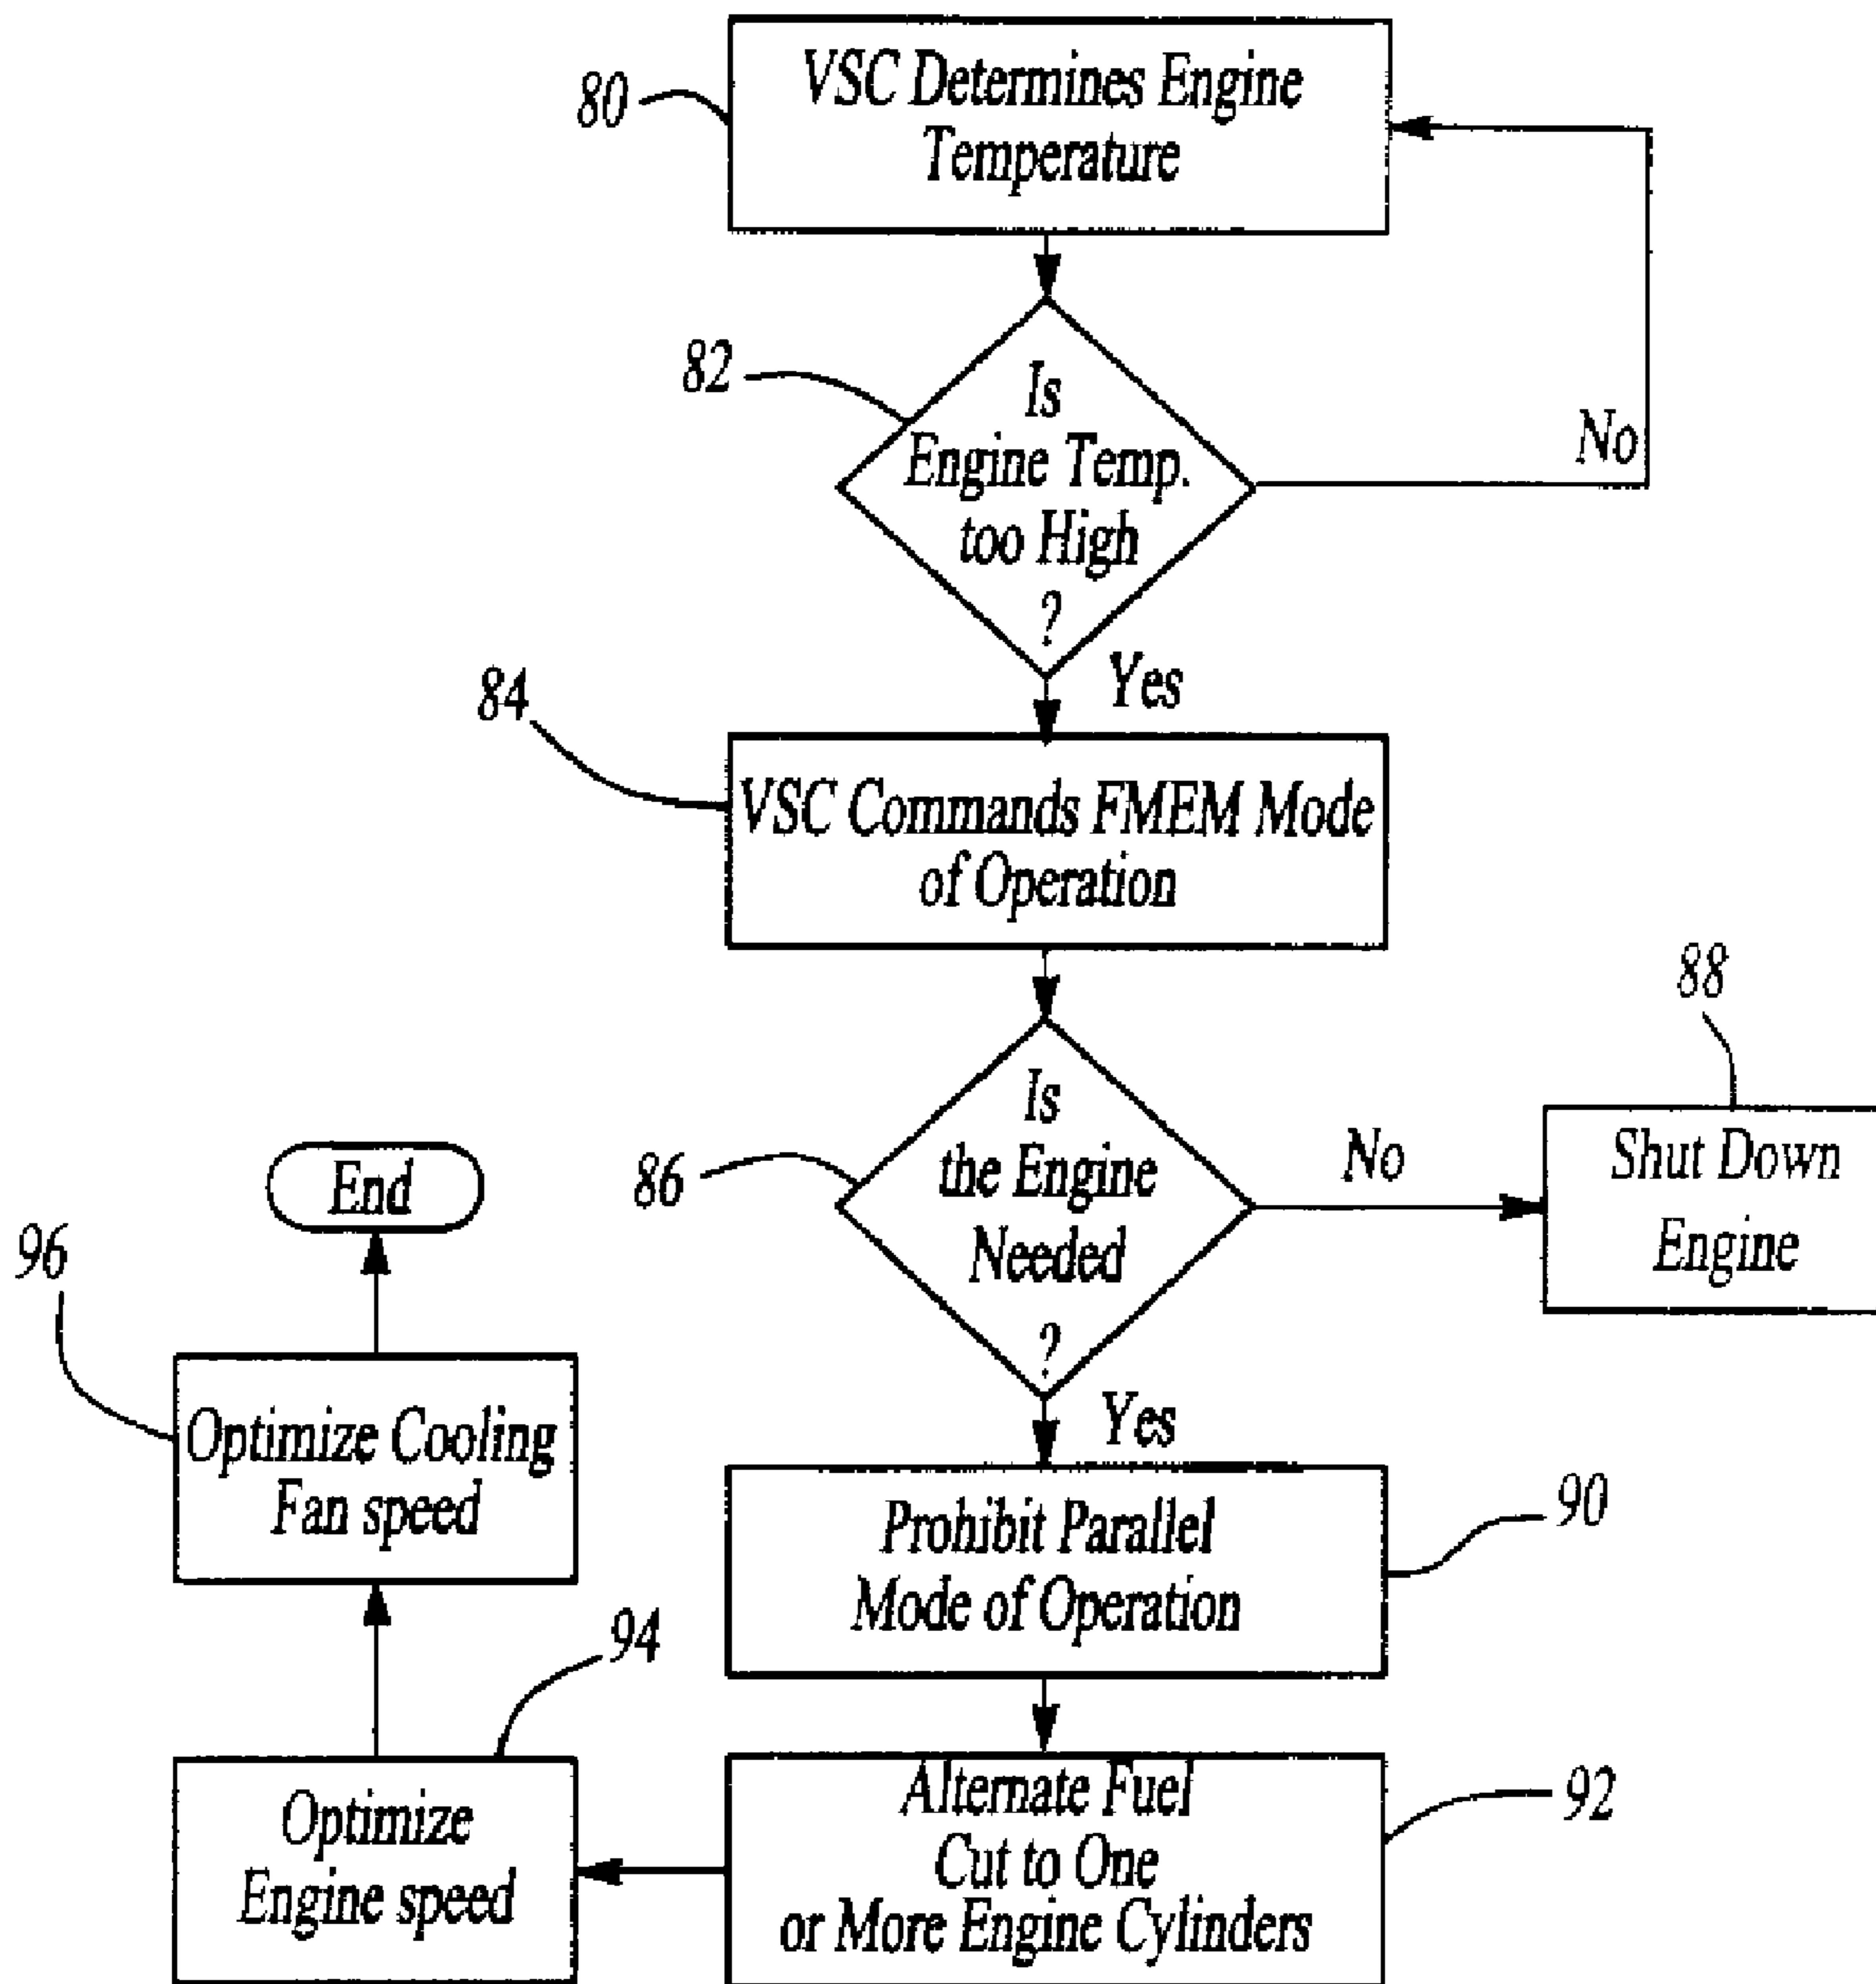 80
VSC Determines Engine
Temperature
82
Is
Engine Temp.
too High
?
No
Yes
84
VSC Commands FMEM Mode
of Operation
86
Is
the Engine
Needed
?
No
88
Shut Down
Engine
Yes
90
Prohibit Parallel
Mode of Operation
92
Alternate Fuel
Cut to One
or More Engine Cylinders
94
Optimize
Engine speed
96
Optimize Cooling
Fan speed
End